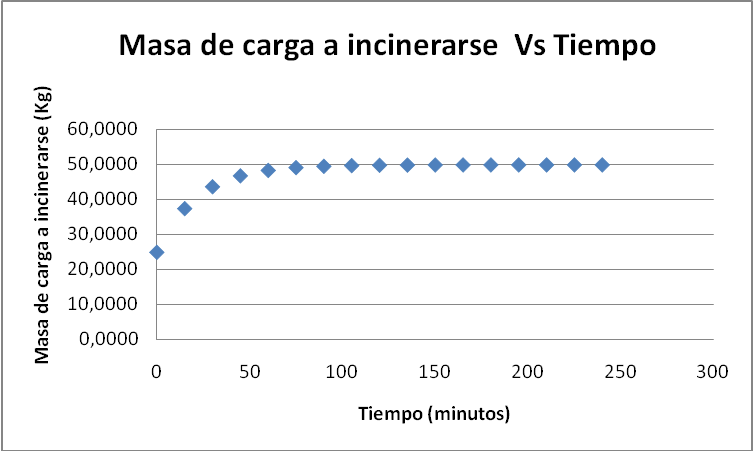 Masa de carga a incinerarse  Vs Tiempo
Masa de carga a incinerarse (Kg)
60,0000
50,0000
40,0000
30,0000
20,0000
10,0000
0,0000
0 50 100 150 200 250 300
Tiempo (minutos)